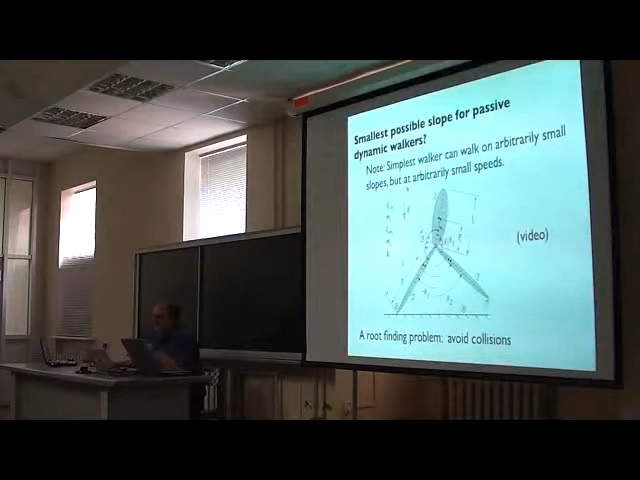 Smallest possible slope for passive
dynamic walkers?
Note: Simplest walker can walk on arbitrarily small
slopes, but at arbitrarily small speeds.
(video)
A root finding problem: avoid collisions